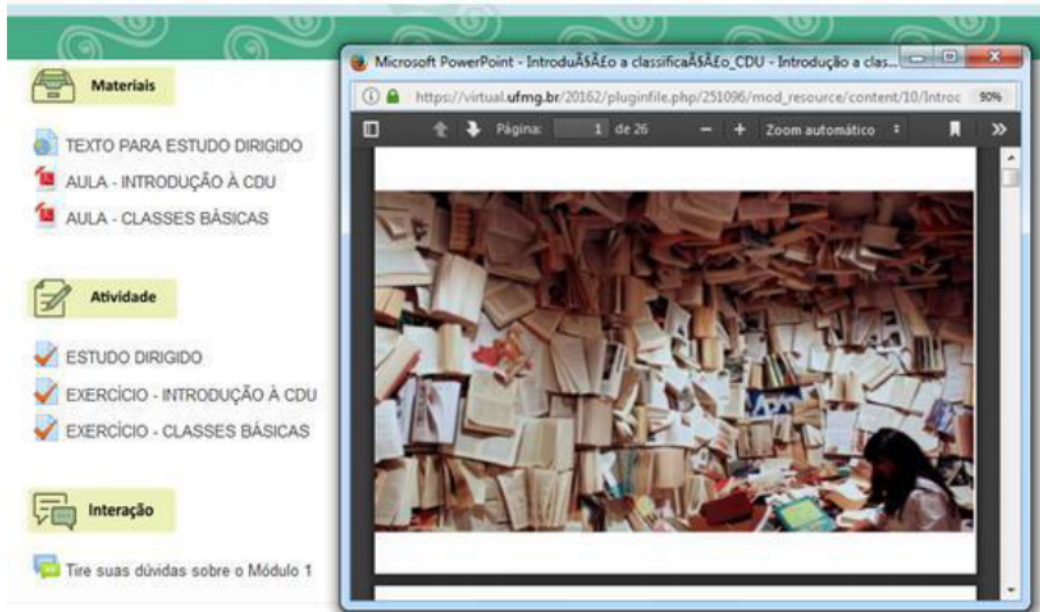 Materiais
TEXTO PARA ESTUDO DIRIGIDO
AULA - INTRODUÇÃO À CDU
AULA - CLASSES BÁSICAS
Atividade
ESTUDO DIRIGIDO
EXERCÍCIO - INTRODUÇÃO À CDU
EXERCÍCIO - CLASSES BÁSICAS
Interação
Tire suas dúvidas sobre o Módulo 1
Microsoft PowerPoint - IntroduÃ§Ã£o a classificaÃ§Ã£o_CDU - Introdução a clas...
https://virtual.ufmg.br/20162/pluginfile.php/251096/mod_resource/content/10/Introc 90%
Página: 1 de 26 − + Zoom automático